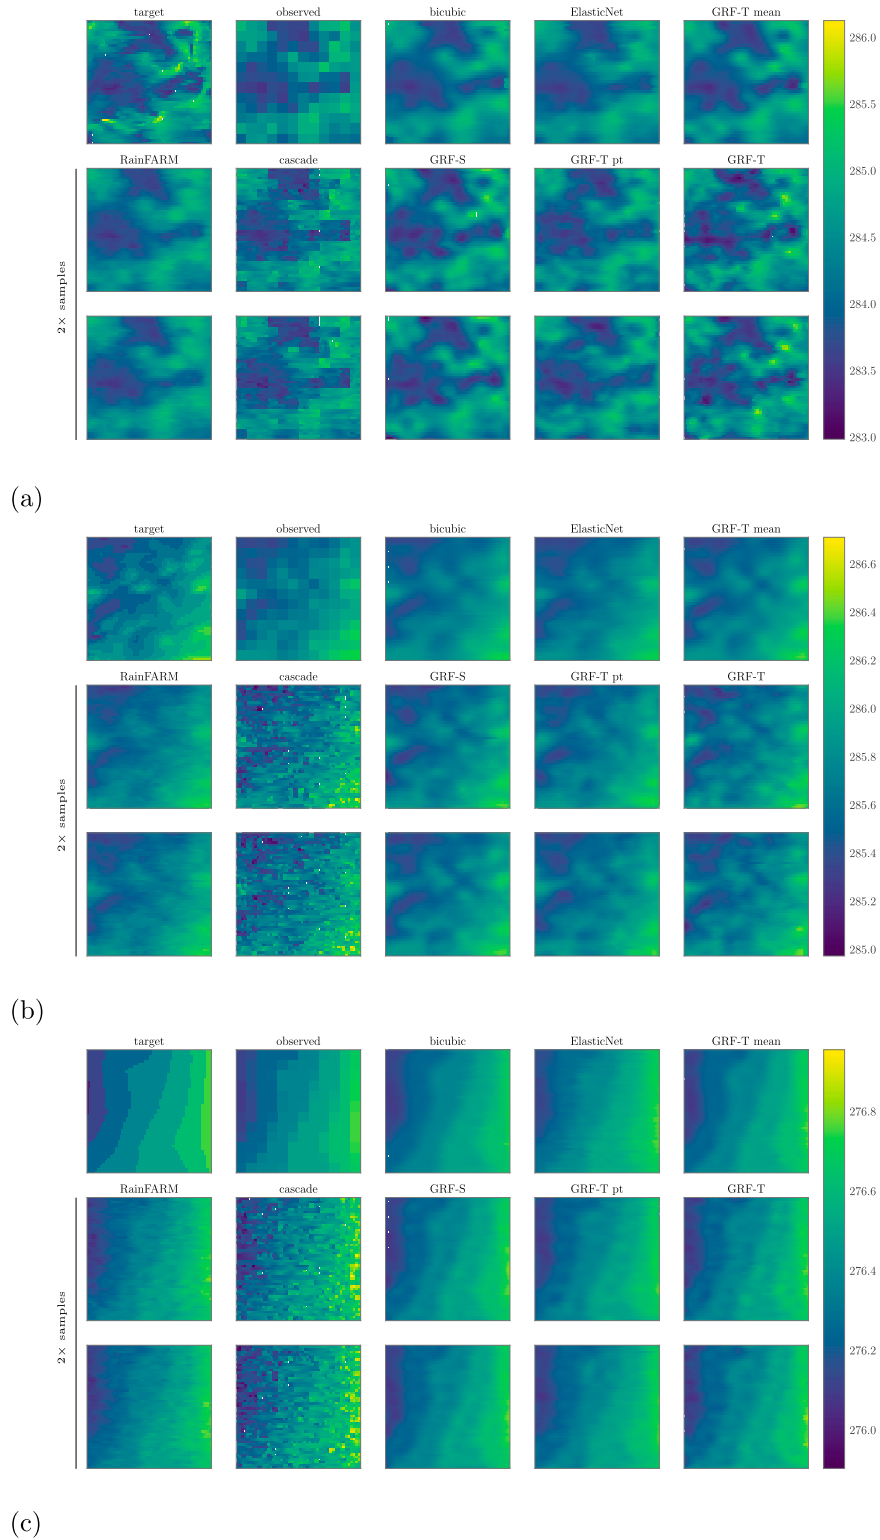 target observed bicubic ElasticNet GRF-T mean
RainFARM cascade GRF-S GRF-T pt GRF-T
2× samples
286.0
285.5
285.0
284.5
284.0
283.5
283.0
(a)
target observed bicubic ElasticNet GRF-T mean
RainFARM cascade GRF-S GRF-T pt GRF-T
2× samples
286.6
286.4
286.2
286.0
285.8
285.6
285.4
285.2
285.0
(b)
target observed bicubic ElasticNet GRF-T mean
RainFARM cascade GRF-S GRF-T pt GRF-T
2× samples
276.8
276.6
276.4
276.2
276.0
(c)